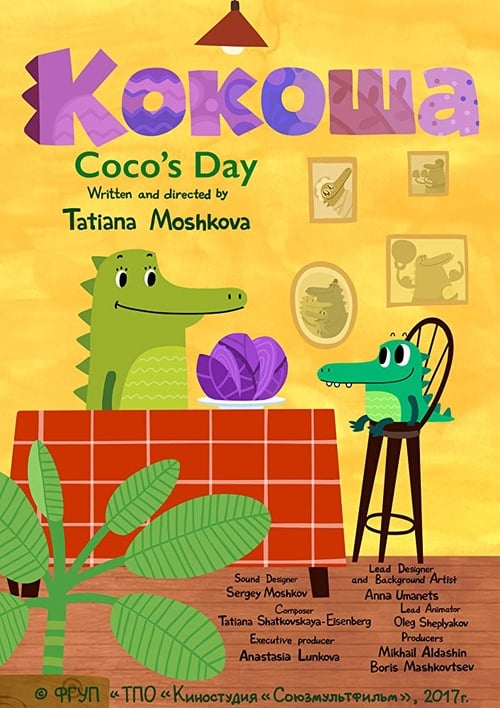 Кокоша
Coco's Day
Written and directed by
Tatiana Moshkova
Sound Designer
Sergey Moshkov
Composer
Tatiana Shatkovskaya-Eisenberg
Executive producer
Anastasia Lunkova
Lead Designer
and Background Artist
Anna Umanets
Lead Animator
Oleg Sheplyakov
Producers
Mikhail Aldashin
Boris Mashkovtsev
© ФГУП «ТПО «Киностудия «Союзмультфильм», 2017г.